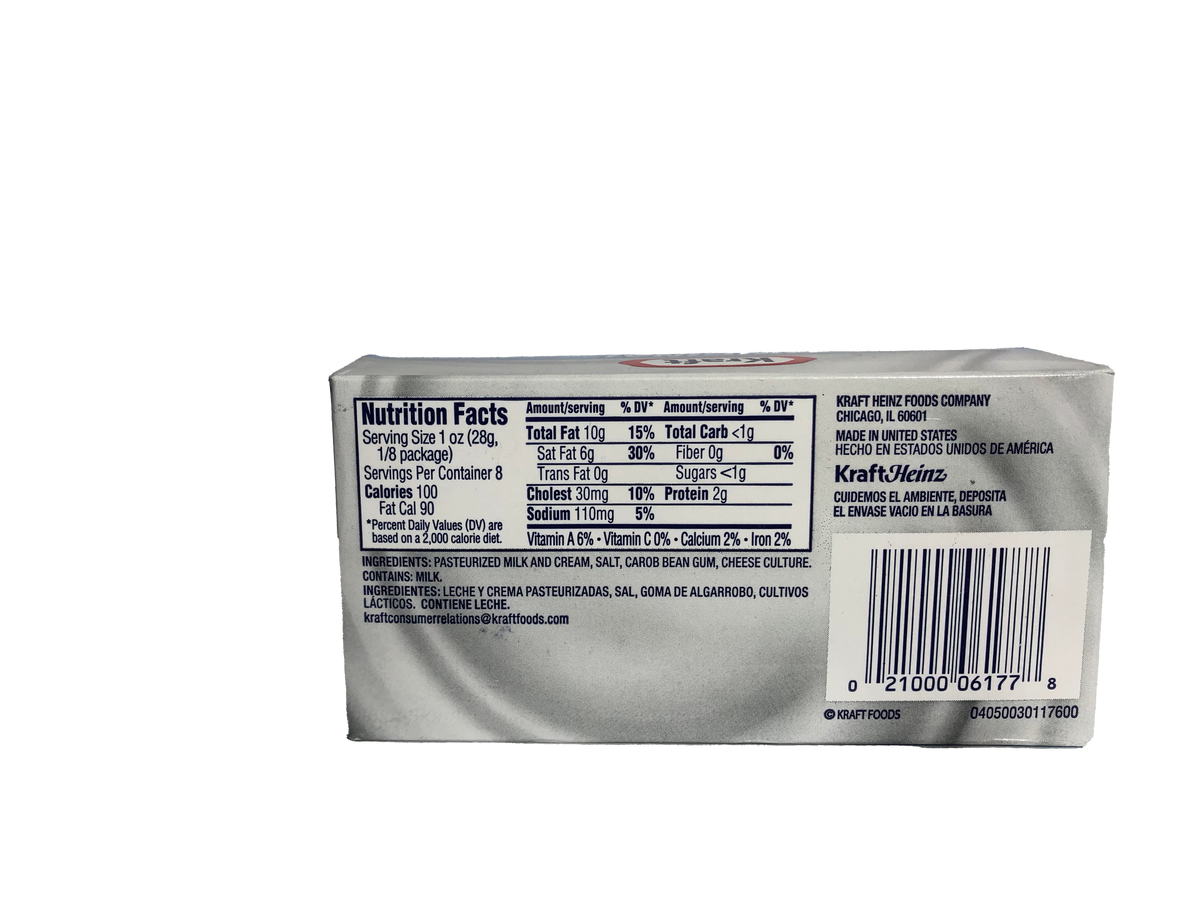 Kraft
Nutrition Facts
Serving Size 1 oz (28g,
1/8 package)
Servings Per Container 8
Calories 100
Fat Cal 90
*Percent Daily Values (DV) are
based on a 2,000 calorie diet.
Amount/serving % DV* Amount/serving % DV*
Total Fat 10g 15% Total Carb <1g
Sat Fat 6g 30% Fiber 0g 0%
Trans Fat 0g Sugars <1g
Cholest 30mg 10% Protein 2g
Sodium 110mg 5%
Vitamin A 6% • Vitamin C 0% • Calcium 2% • Iron 2%
INGREDIENTS: PASTEURIZED MILK AND CREAM, SALT, CAROB BEAN GUM, CHEESE CULTURE.
CONTAINS: MILK.
INGREDIENTES: LECHE Y CREMA PASTEURIZADAS, SAL, GOMA DE ALGARROBO, CULTIVOS
LÁCTICOS. CONTIENE LECHE.
kraftconsumerrelations@kraftfoods.com
KRAFT HEINZ FOODS COMPANY
CHICAGO, IL 60601
MADE IN UNITED STATES
HECHO EN ESTADOS UNIDOS DE AMÉRICA
KraftHeinz
CUIDEMOS EL AMBIENTE, DEPOSITA
EL ENVASE VACIO EN LA BASURA
0 21000 06177 8
© KRAFT FOODS 04050030117600